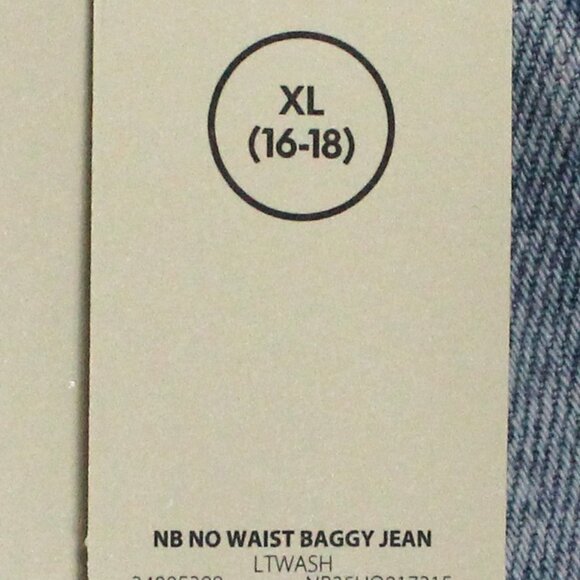 XL
(16-18)
NB NO WAIST BAGGY JEAN
LTWASH